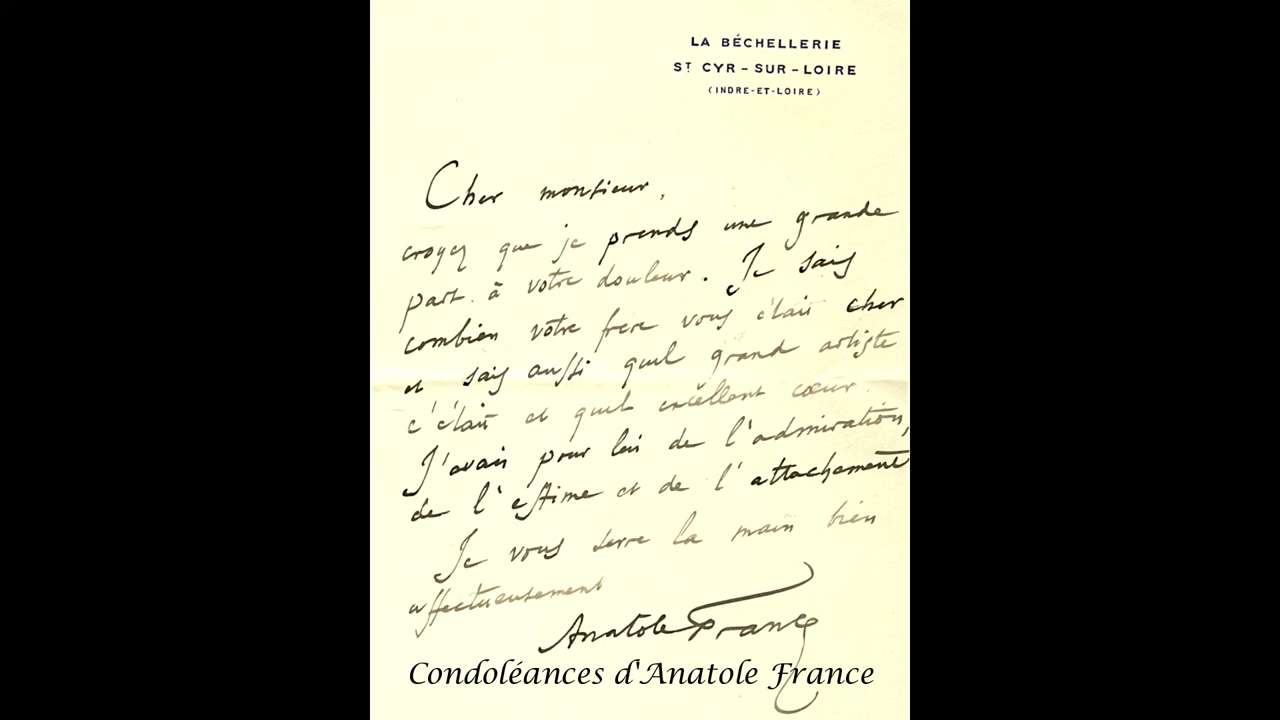 LA BÉCHELLERIE
ST CYR - SUR - LOIRE
(INDRE-ET-LOIRE)
Cher monsieur,
croyez que je prends une grande
part à votre douleur. Je sais
combien votre frère vous était cher
et sais aussi quel grand artiste
c'était et quel excellent cœur.
J'avais pour lui de l'admiration,
de l'estime et de l'attachement
Je vous serre la main bien
affectueusement
Anatole France
Condoléances d'Anatole France